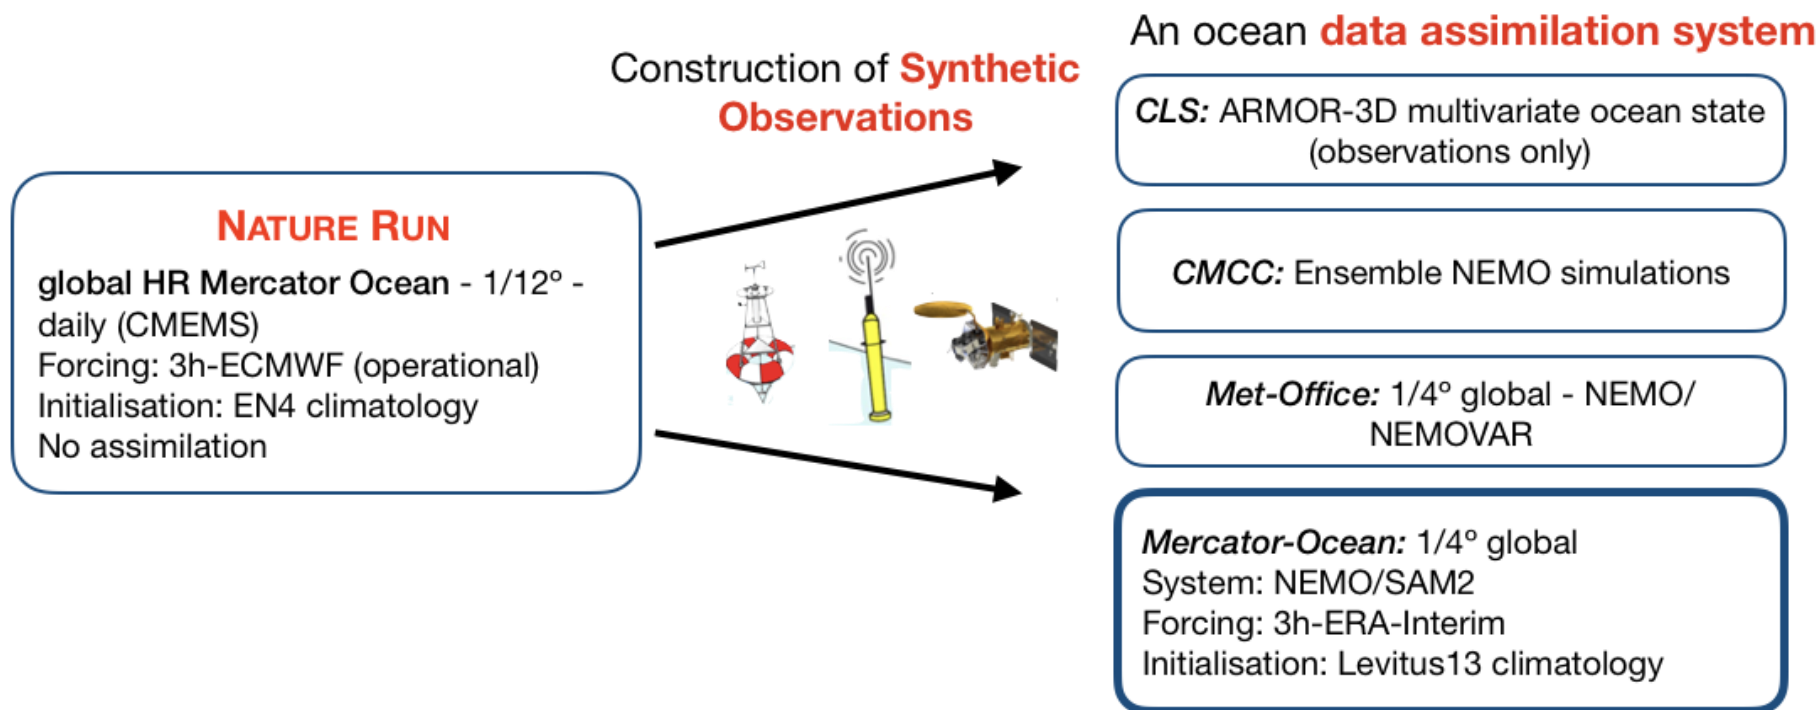 An ocean data assimilation system
Construction of Synthetic
Observations
NATURE RUN
global HR Mercator Ocean - 1/12º -
daily (CMEMS)
Forcing: 3h-ECMWF (operational)
Initialisation: EN4 climatology
No assimilation
CLS: ARMOR-3D multivariate ocean state
(observations only)
CMCC: Ensemble NEMO simulations
Met-Office: 1/4º global - NEMO/
NEMOVAR
Mercator-Ocean: 1/4º global
System: NEMO/SAM2
Forcing: 3h-ERA-Interim
Initialisation: Levitus13 climatology